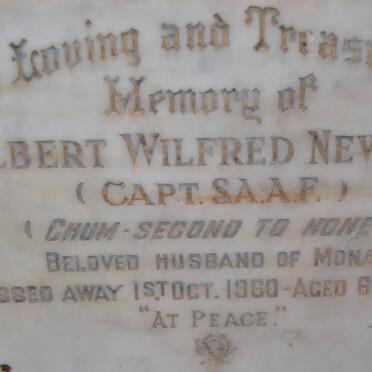 Loving and Treas
Memory of
LBERT WILFRED NEW
( CAPT. S.A.A.F. )
( CHUM - SECOND TO NONE
BELOVED HUSBAND OF MONA
SSED AWAY 1ST OCT. 1960 - AGED 6
"AT PEACE."